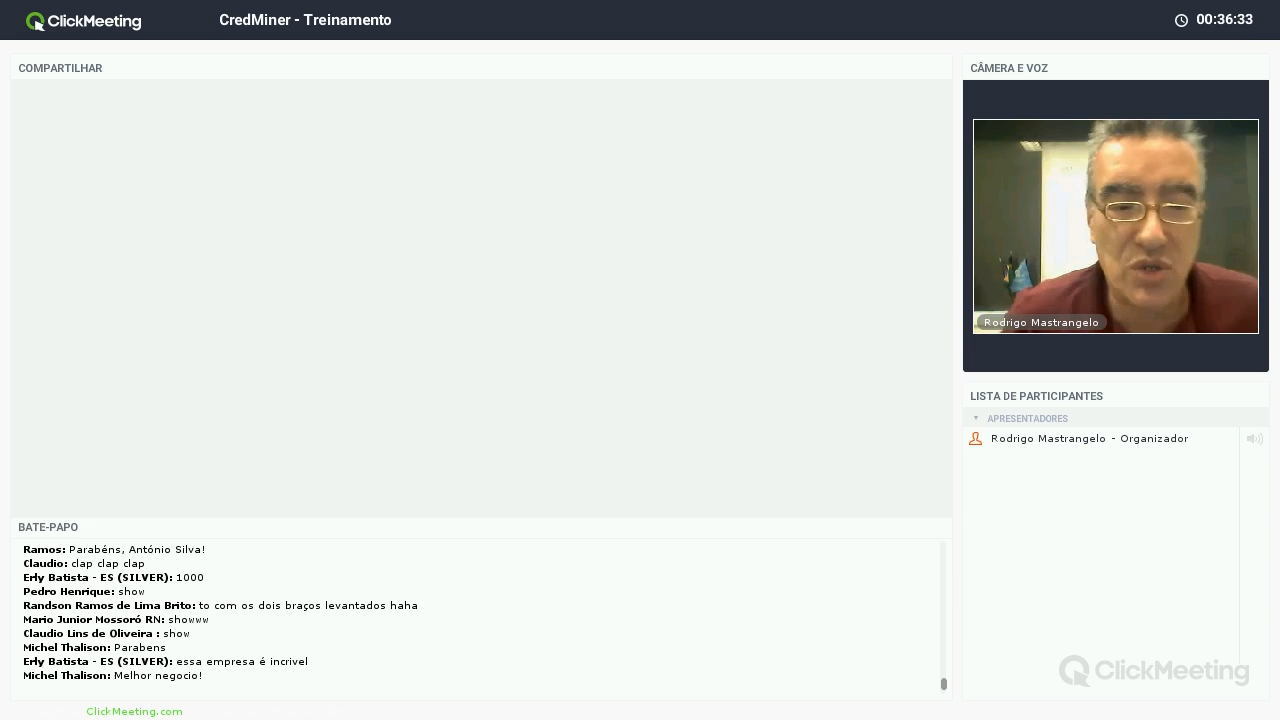 ClickMeeting
CredMiner - Treinamento
00:36:33
COMPARTILHAR
CÂMERA E VOZ
Rodrigo Mastrangelo
LISTA DE PARTICIPANTES
APRESENTADORES
Rodrigo Mastrangelo - Organizador
BATE-PAPO
Ramos: Parabéns, António Silva!
Claudio: clap clap clap
Erly Batista - ES (SILVER): 1000
Pedro Henrique: show
Randson Ramos de Lima Brito: to com os dois braços levantados haha
Mario Junior Mossoró RN: showww
Claudio Lins de Oliveira : show
Michel Thalison: Parabens
Erly Batista - ES (SILVER): essa empresa é incrivel
Michel Thalison: Melhor negocio!
ClickMeeting
ClickMeeting.com